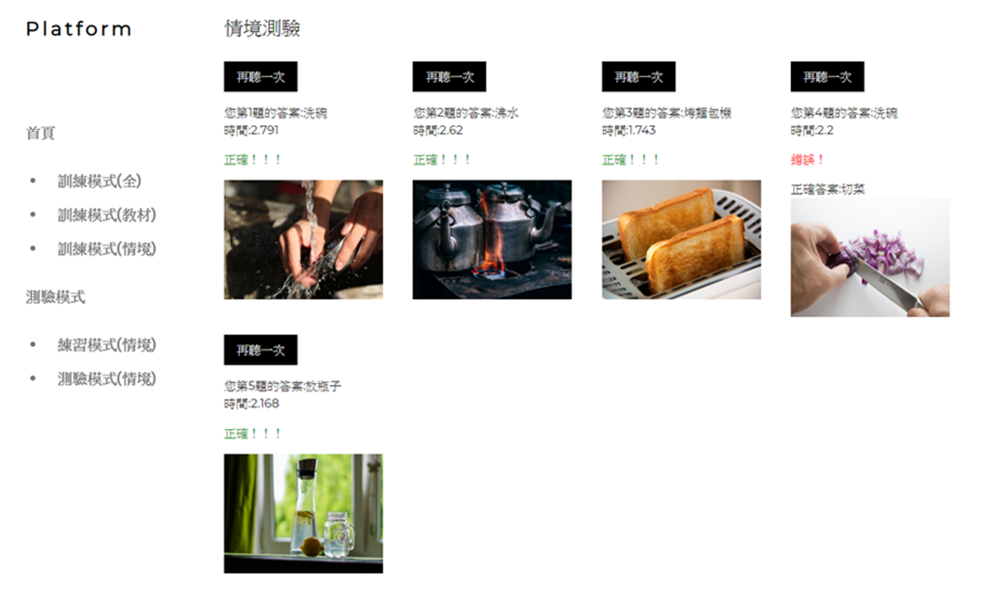 Platform
首頁
• 訓練模式(全)
• 訓練模式(教材)
• 訓練模式(情境)
測驗模式
• 練習模式(情境)
• 測驗模式(情境)
情境測驗
再聽一次
您第1題的答案:洗碗
時間:2.791
正確！！！
再聽一次
您第2題的答案:沸水
時間:2.62
正確！！！
再聽一次
您第3題的答案:烤麵包機
時間:1.743
正確！！！
再聽一次
您第4題的答案:洗碗
時間:2.2
錯誤！
正確答案:切菜
再聽一次
您第5題的答案:放瓶子
時間:2.168
正確！！！